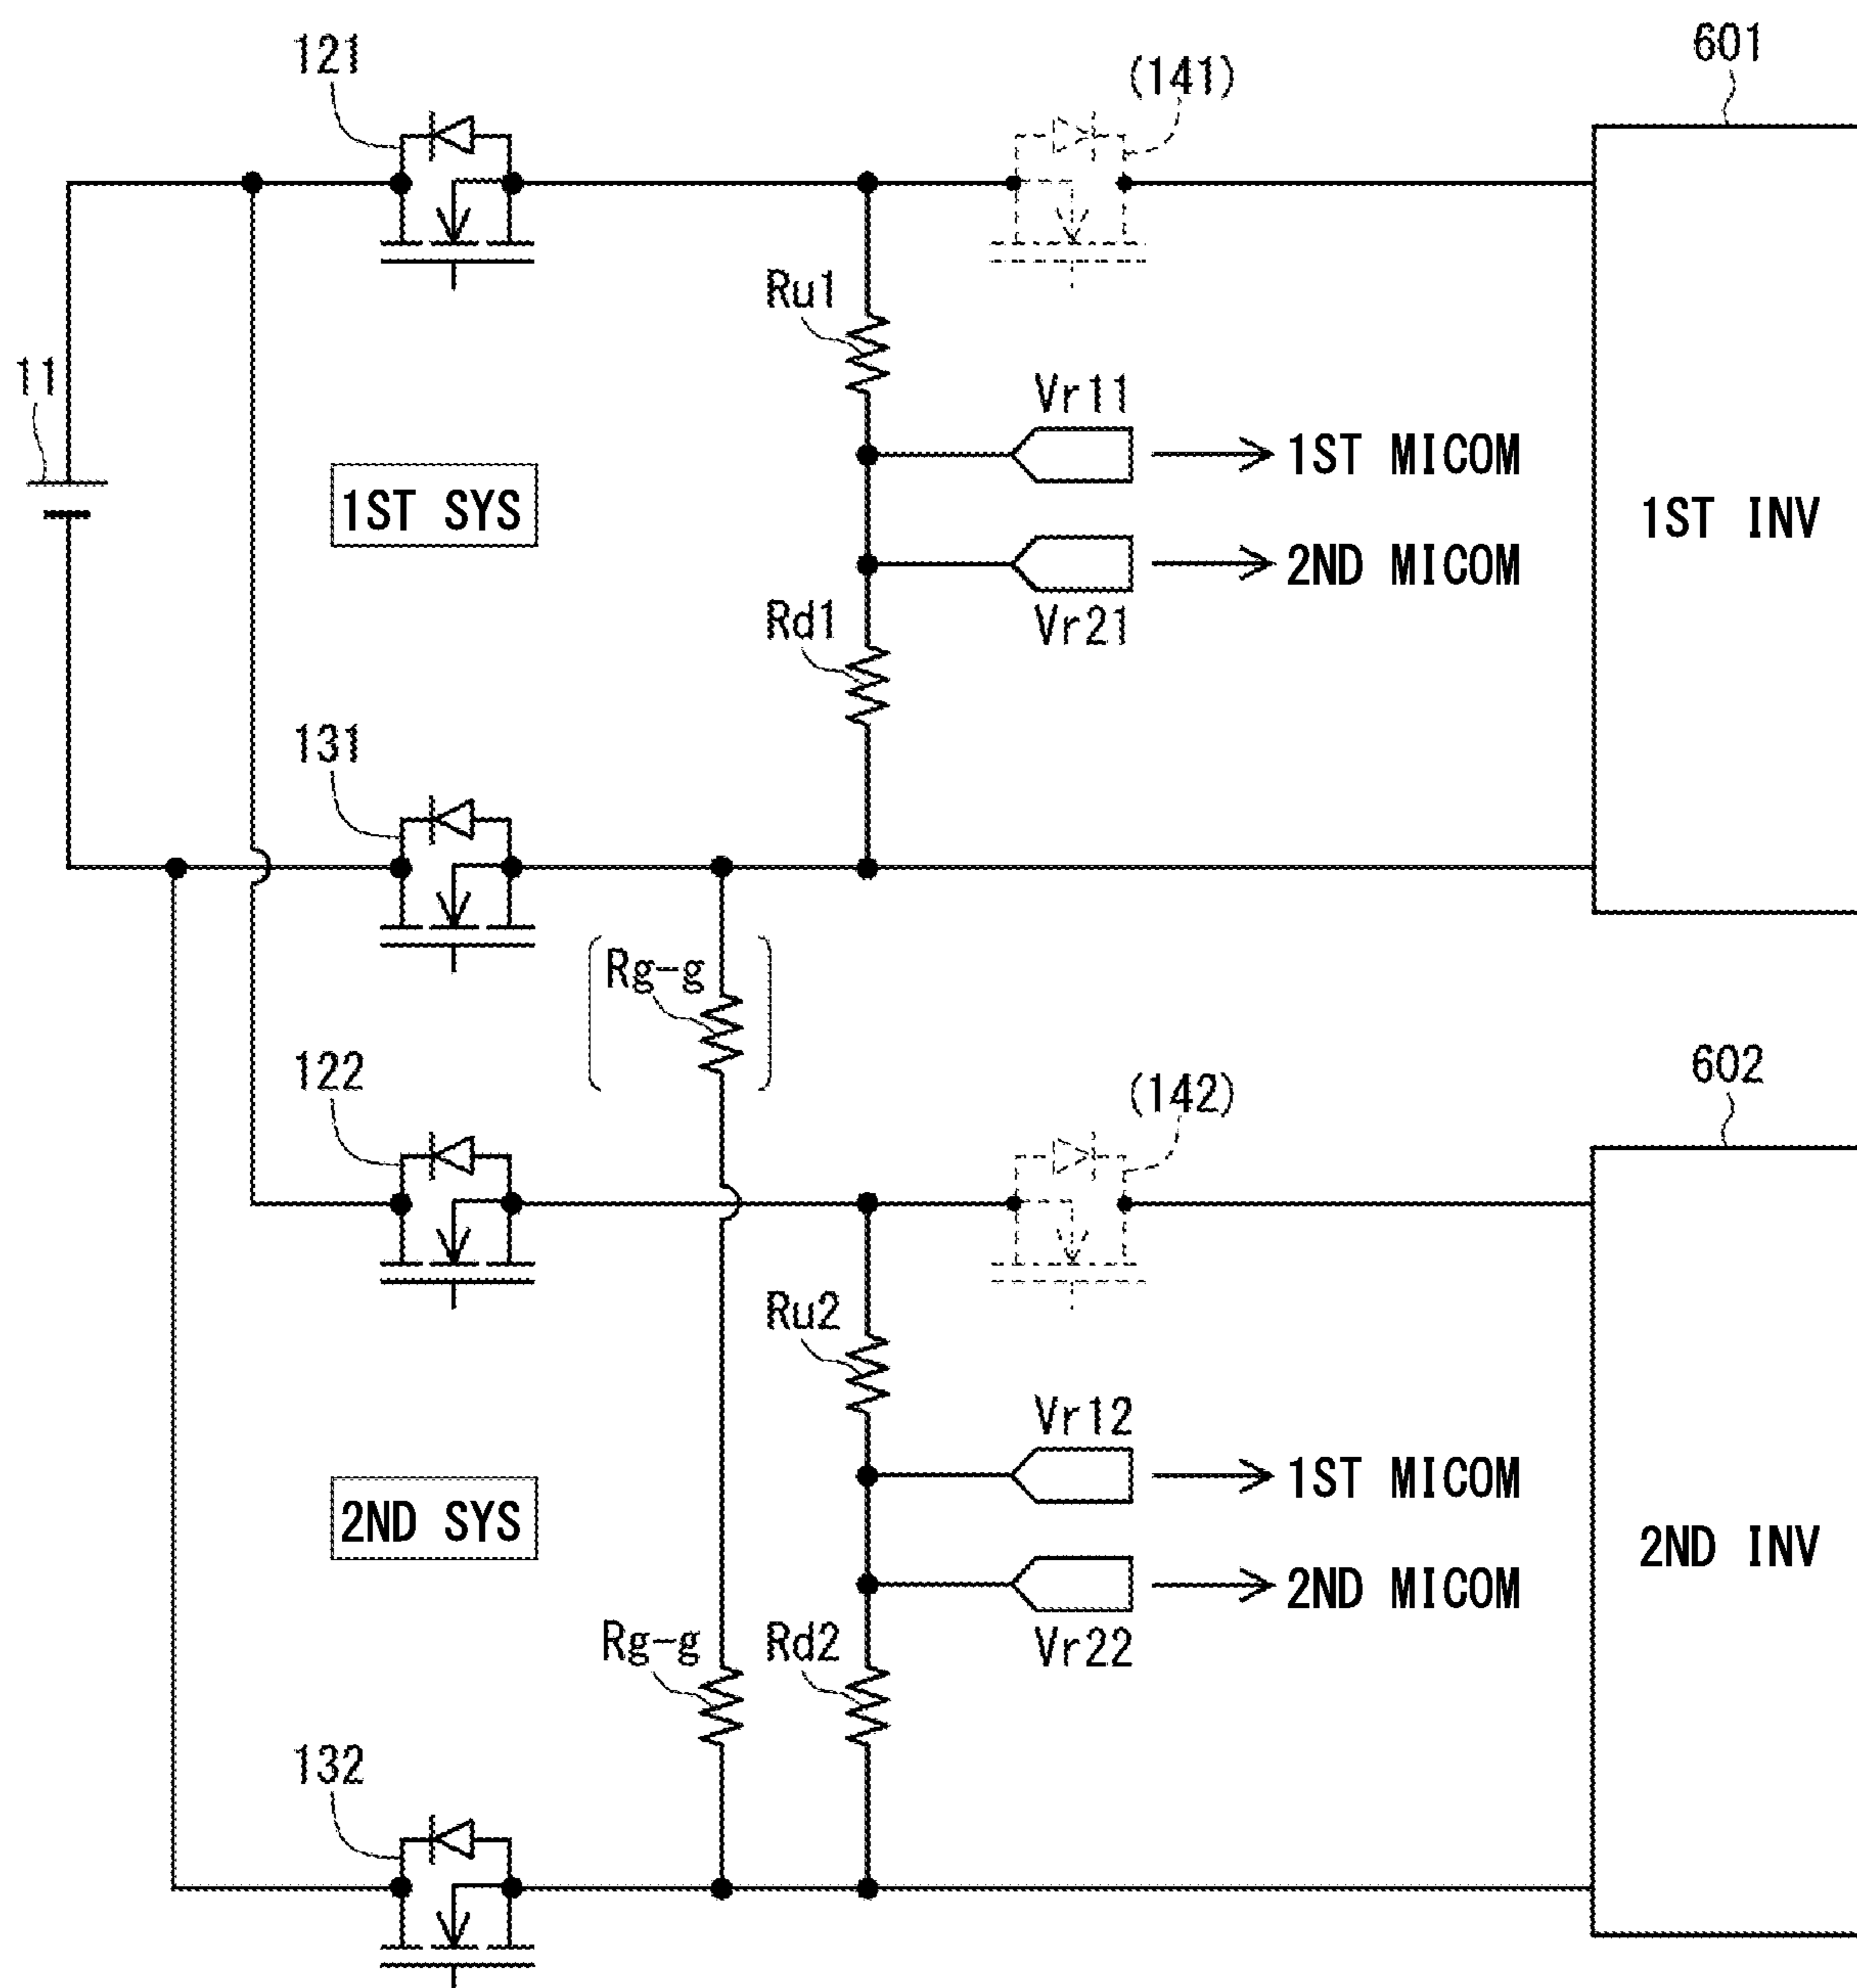 121
(141)
601
Ru1
11
Vr11
1ST MICOM
1ST SYS
1ST INV
2ND MICOM
Rd1
Vr21
131
Rg-g
122
(142)
602
Ru2
Vr12
1ST MICOM
2ND SYS
2ND INV
2ND MICOM
Rg-g
Rd2
Vr22
132